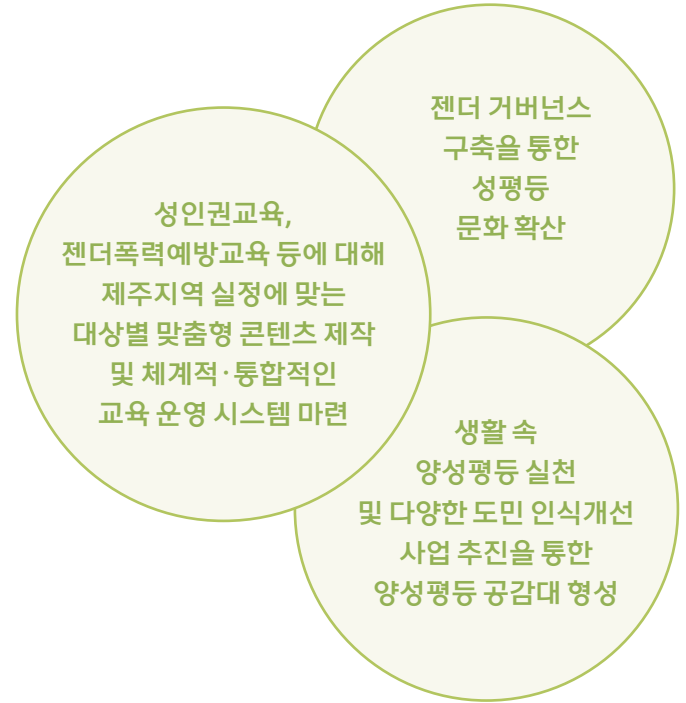 젠더 거버넌스
구축을 통한
성평등
문화 확산
성인권교육,
젠더폭력예방교육 등에 대해
제주지역 실정에 맞는
대상별 맞춤형 콘텐츠 제작
및 체계적·통합적인
교육 운영 시스템 마련
생활 속
양성평등 실천
및 다양한 도민 인식개선
사업 추진을 통한
양성평등 공감대 형성